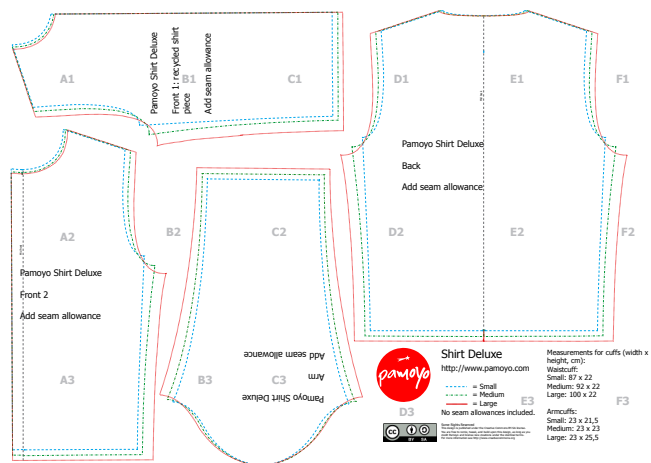 A1
B1
C1
D1
E1
F1
Pamoyo Shirt Deluxe
Front 1: recycled shirt
piece
Add seam allowance
Pamoyo Shirt Deluxe
Back
Add seam allowance
A2
B2
C2
D2
E2
F2
Pamoyo Shirt Deluxe
Front 2
Add seam allowance
A3
B3
C3
D3
E3
F3
Pamoyo Shirt Deluxe
Arm
Add seam allowance
pamoyo
Shirt Deluxe
http://www.pamoyo.com
= Small
= Medium
= Large
No seam allowances included.
Measurements for cuffs (width x
height, cm):
Waistcuff:
Small: 87 x 22
Medium: 92 x 22
Large: 100 x 22
Armcuffs:
Small: 23 x 21,5
Medium: 23 x 23
Large: 23 x 25,5
cc
BY SA
Some Rights Reserved